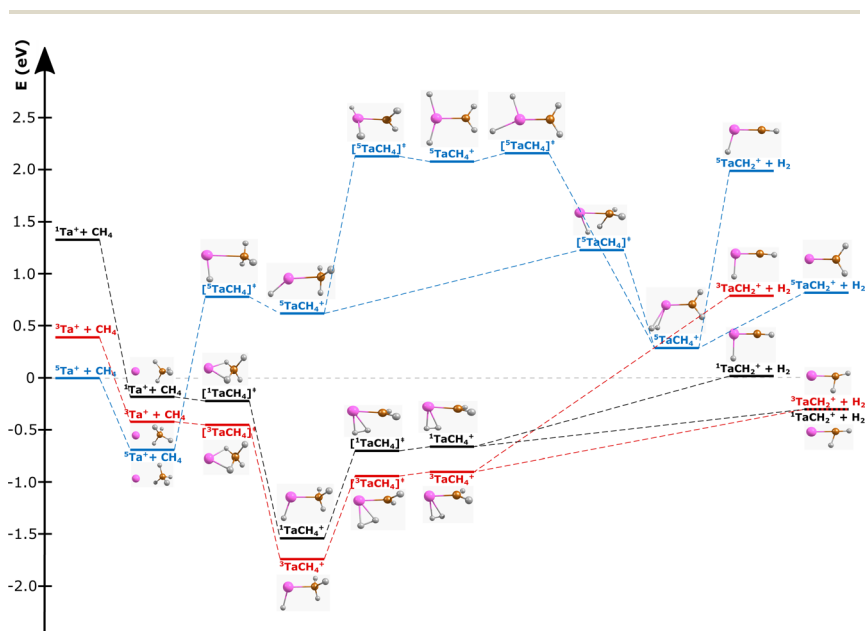 E (eV)
2.5
2.0
1.5
1.0
0.5
0
-0.5
-1.0
-1.5
-2.0
¹Ta⁺+ CH₄
³Ta⁺ + CH₄
⁵Ta⁺ + CH₄
¹Ta⁺+ CH₄
³Ta⁺ + CH₄
⁵Ta⁺+ CH₄
[⁵TaCH₄]‡
[¹TaCH₄]‡
[³TaCH₄]‡
⁵TaCH₄⁺
¹TaCH₄⁺
³TaCH₄⁺
[⁵TaCH₄]‡
[¹TaCH₄]‡
[³TaCH₄]‡
⁵TaCH₄⁺
¹TaCH₄⁺
³TaCH₄⁺
[⁵TaCH₄]‡
[⁵TaCH₄]‡
⁵TaCH₄⁺
⁵TaCH₂⁺ + H₂
³TaCH₂⁺ + H₂
¹TaCH₂⁺ + H₂
⁵TaCH₂⁺ + H₂
³TaCH₂⁺ + H₂
¹TaCH₂⁺ + H₂